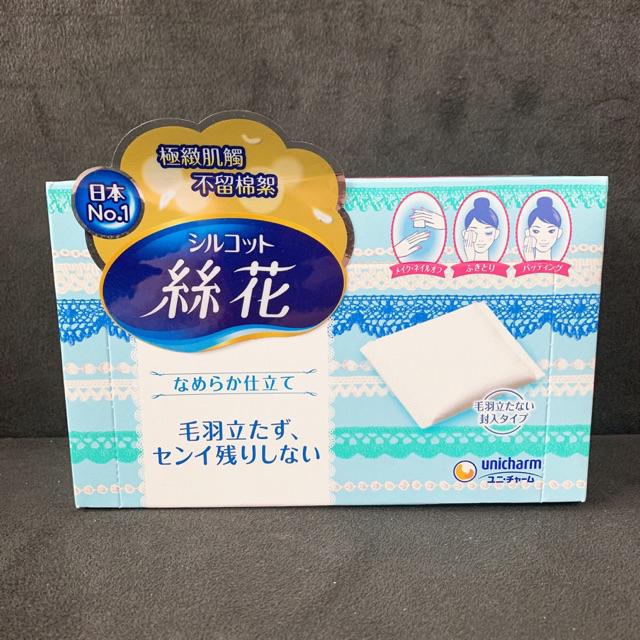 極緻肌觸
不留棉絮
日本
No.1
シルコット
絲花
なめらか仕立て
毛羽立たず、
センイ残りしない
メイク・ネイルオフ
ふきとり
パッティング
毛羽立たない
封入タイプ
unicharm
ユニ・チャーム